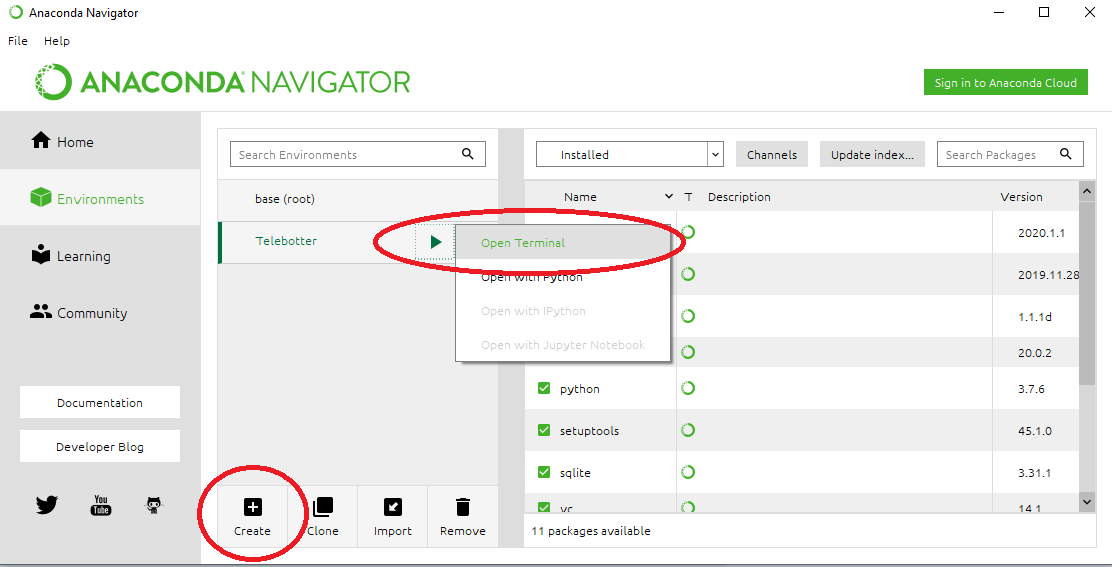 Anaconda Navigator
File Help
ANACONDA NAVIGATOR
Sign in to Anaconda Cloud
Home
Environments
Learning
Community
Documentation
Developer Blog
You Tube
Search Environments
base (root)
Telebotter
Open Terminal
Open with Python
Open with IPython
Open with Jupyter Notebook
Create
Clone
Import
Remove
Installed
Channels
Update index...
Search Packages
Name T Description Version
2020.1.1
2019.11.28
1.1.1d
20.0.2
python 3.7.6
setuptools 45.1.0
sqlite 3.31.1
vc 14.1
11 packages available